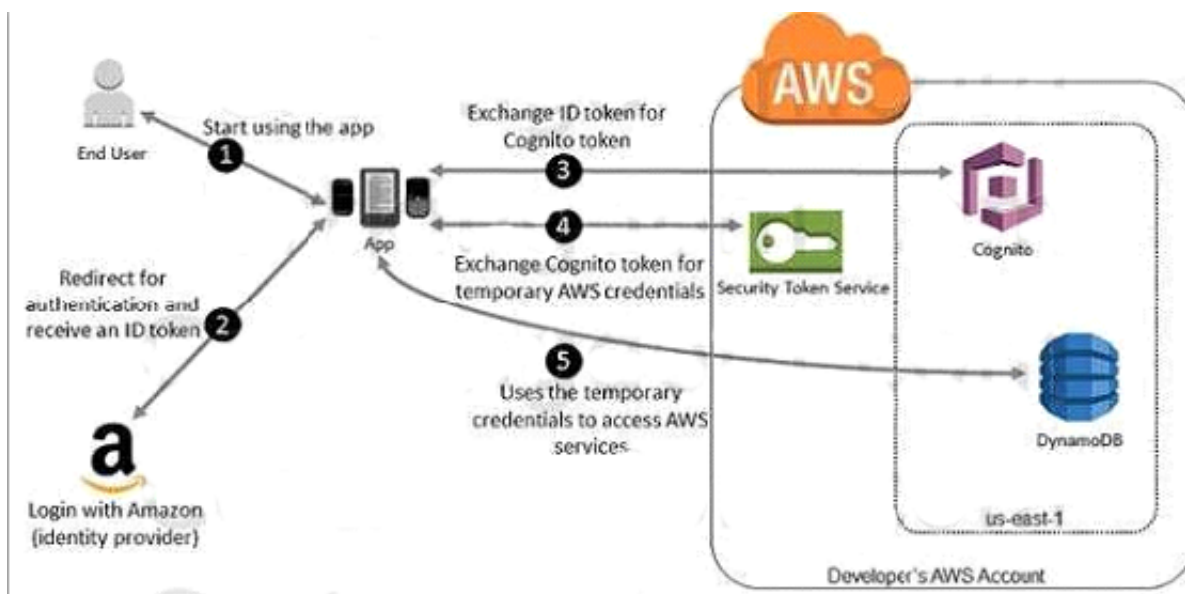 AWS
End User
Start using the app
1
Exchange ID token for
Cognito token
3
Cognito
App
4
Exchange Cognito token for
temporary AWS credentials
Security Token Service
Redirect for
authentication and
receive an ID token
2
5
Uses the temporary
credentials to access AWS
services
DynamoDB
a
Login with Amazon
(identity provider)
us-east-1
Developer's AWS Account